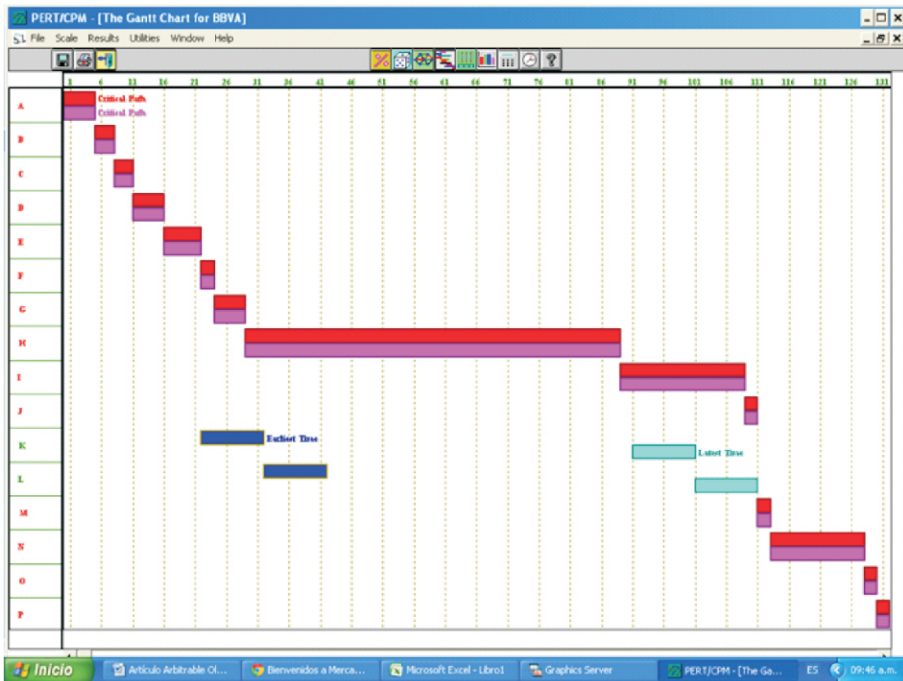 PERT/CPM - [The Gantt Chart for BBVA]
File Scale Results Utilities Window Help
1 6 11 16 21 26 31 36 41 46 51 56 61 66 71 76 81 86 91 96 101 106 111 116 121 126 131
A
Critical Path
Critical Path
B
C
D
E
F
G
H
I
J
K
Earliest Time
Latest Time
L
M
N
O
P
Inicio
Artículo Arbitrable Ol...
Bienvenidos a Merca...
Microsoft Excel - Libro1
Graphics Server
PERT/CPM - [The Ga...
ES
09:46 a.m.